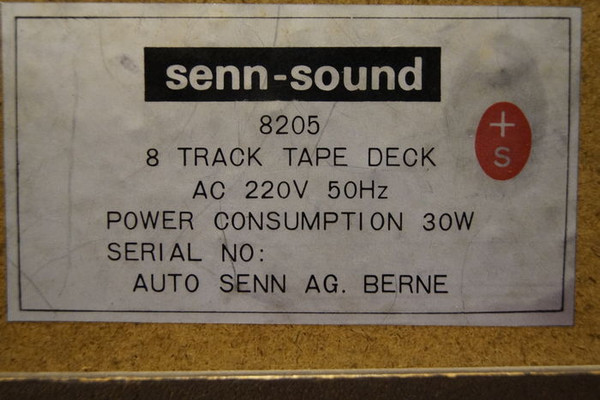 senn-sound
8205
8 TRACK TAPE DECK
+
S
AC 220V 50Hz
POWER CONSUMPTION 30W
SERIAL NO:
AUTO SENN AG. BERNE